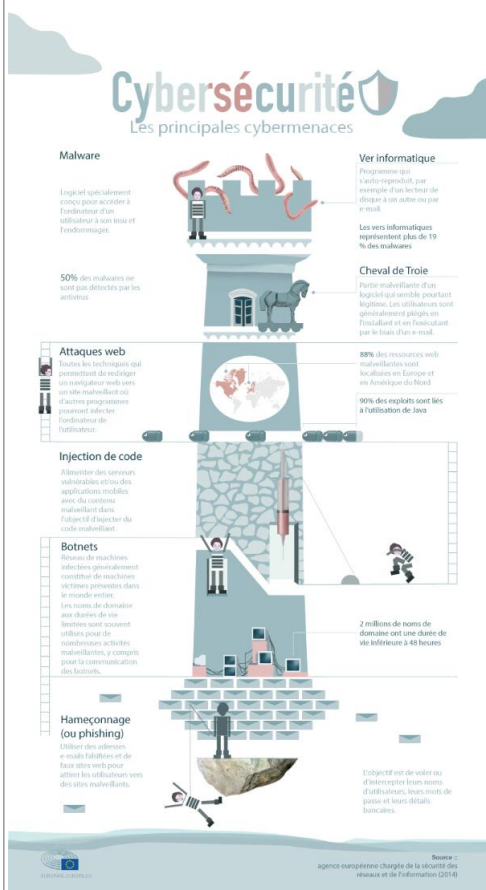 Cybersécurité
Les principales cybermenaces
Malware
Logiciel spécialement
conçu pour accéder à
l'ordinateur d'un
utilisateur à son insu et
l'endommager.
50% des malwares ne
sont pas détectés par les
antivirus
Ver informatique
Programme qui
s'auto-reproduit, par
exemple d'un lecteur de
disque à un autre ou par
e-mail.
Les vers informatiques
représentent plus de 19
% des malwares
Cheval de Troie
Partie malveillante d'un
logiciel qui semble pourtant
légitime. Les utilisateurs sont
généralement piégés en
l'installant et en l'exécutant
par le biais d'un e-mail.
Attaques web
Toutes les techniques qui
permettent de rediriger
un navigateur web vers
un site malveillant où
d'autres programmes
pourront infecter
l'ordinateur de
l'utilisateur.
88% des ressources web
malveillantes sont
localisées en Europe et
en Amérique du Nord
90% des exploits sont liés
à l'utilisation de Java
Injection de code
Alimenter des serveurs
vulnérables et/ou des
applications mobiles
avec du contenu
malveillant dans
l'objectif d'injecter du
code malveillant.
Botnets
Réseau de machines
infectées généralement
constitué de machines
victimes présentes dans
le monde entier.
Les noms de domaine
aux durées de vie
limitées sont souvent
utilisés pour de
nombreuses activités
malveillantes, y compris
pour la communication
des botnets.
2 millions de noms de
domaine ont une durée de
vie inférieure à 48 heures
Hameçonnage
(ou phishing)
Utiliser des adresses
e-mails falsifiées et de
faux sites web pour
attirer les utilisateurs vers
des sites malveillants.
L'objectif est de voler ou
d'intercepter leurs noms
d'utilisateurs, leurs mots de
passe et leurs détails
bancaires.
Source ::
agence européenne chargée de la sécurité des
réseaux et de l'information (2014)